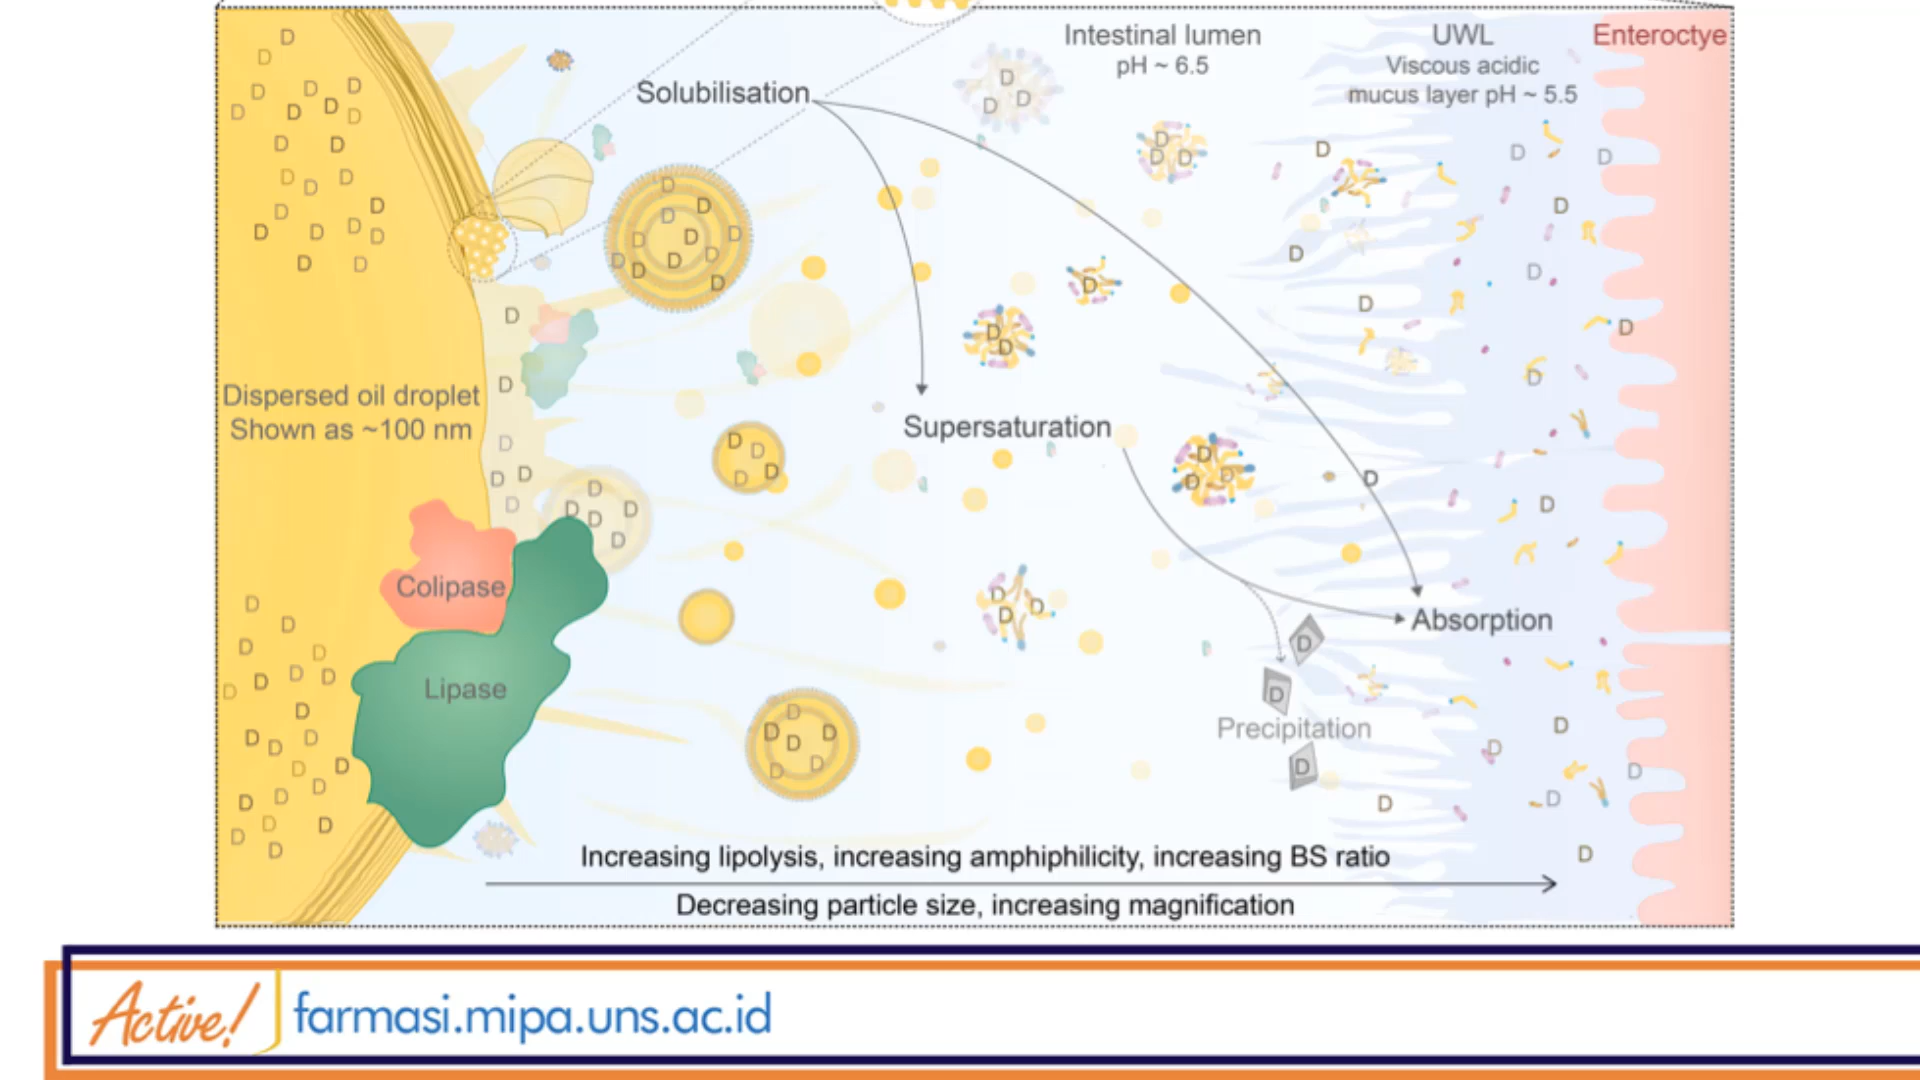 Intestinal lumen
pH ~ 6.5
UWL
Viscous acidic
mucus layer pH ~ 5.5
Enteroctye
Solubilisation
Dispersed oil droplet
Shown as ~100 nm
Supersaturation
Colipase
Lipase
Absorption
Precipitation
D
Increasing lipolysis, increasing amphiphilicity, increasing BS ratio
Decreasing particle size, increasing magnification
Active!
farmasi.mipa.uns.ac.id